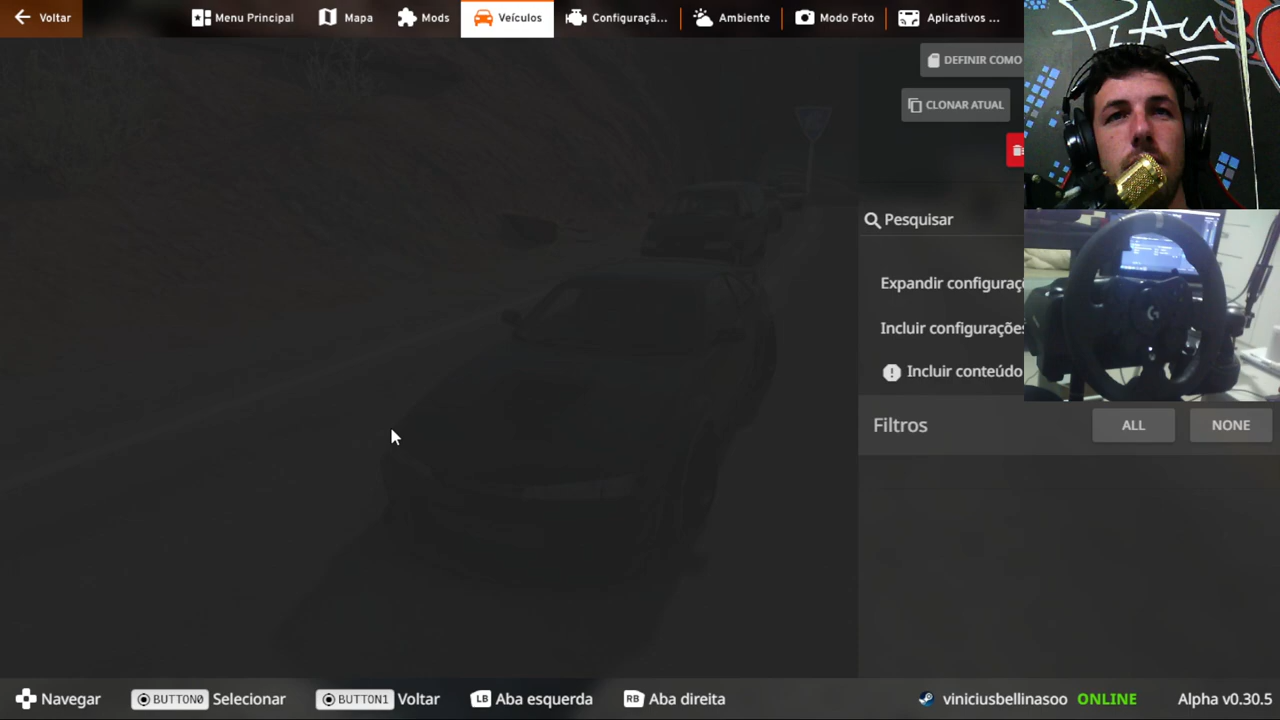 Voltar
Menu Principal
Mapa
Mods
Veículos
Configuraçã...
Ambiente
Modo Foto
Aplicativos ...
DEFINIR COMO
CLONAR ATUAL
Pesquisar
Expandir configuraç
Incluir configurações
Incluir conteúdo
Filtros
ALL
NONE
Navegar
BUTTON0 Selecionar
BUTTON1 Voltar
LB Aba esquerda
RB Aba direita
viniciusbellinasoo ONLINE
Alpha v0.30.5